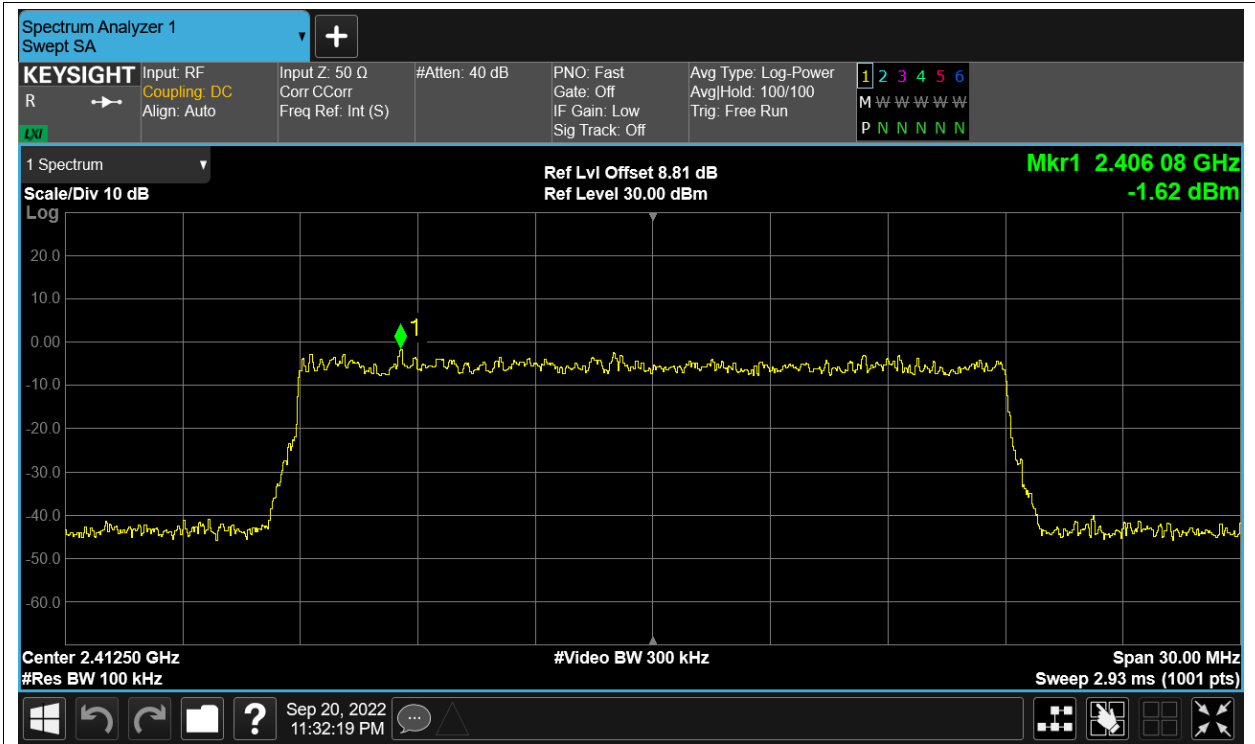 Spectrum Analyzer 1
Swept SA
KEYSIGHT
R
LXI
Input: RF
Coupling: DC
Align: Auto
Input Z: 50 Ω
Corr CCorr
Freq Ref: Int (S)
#Atten: 40 dB
PNO: Fast
Gate: Off
IF Gain: Low
Sig Track: Off
Avg Type: Log-Power
Avg|Hold: 100/100
Trig: Free Run
1 2 3 4 5 6
M W W W W W
P N N N N N
1 Spectrum
Scale/Div 10 dB
Log
Ref Lvl Offset 8.81 dB
Ref Level 30.00 dBm
Mkr1 2.406 08 GHz
-1.62 dBm
20.0
10.0
0.00
-10.0
-20.0
-30.0
-40.0
-50.0
-60.0
1
Center 2.41250 GHz
#Res BW 100 kHz
#Video BW 300 kHz
Span 30.00 MHz
Sweep 2.93 ms (1001 pts)
?
Sep 20, 2022
11:32:19 PM